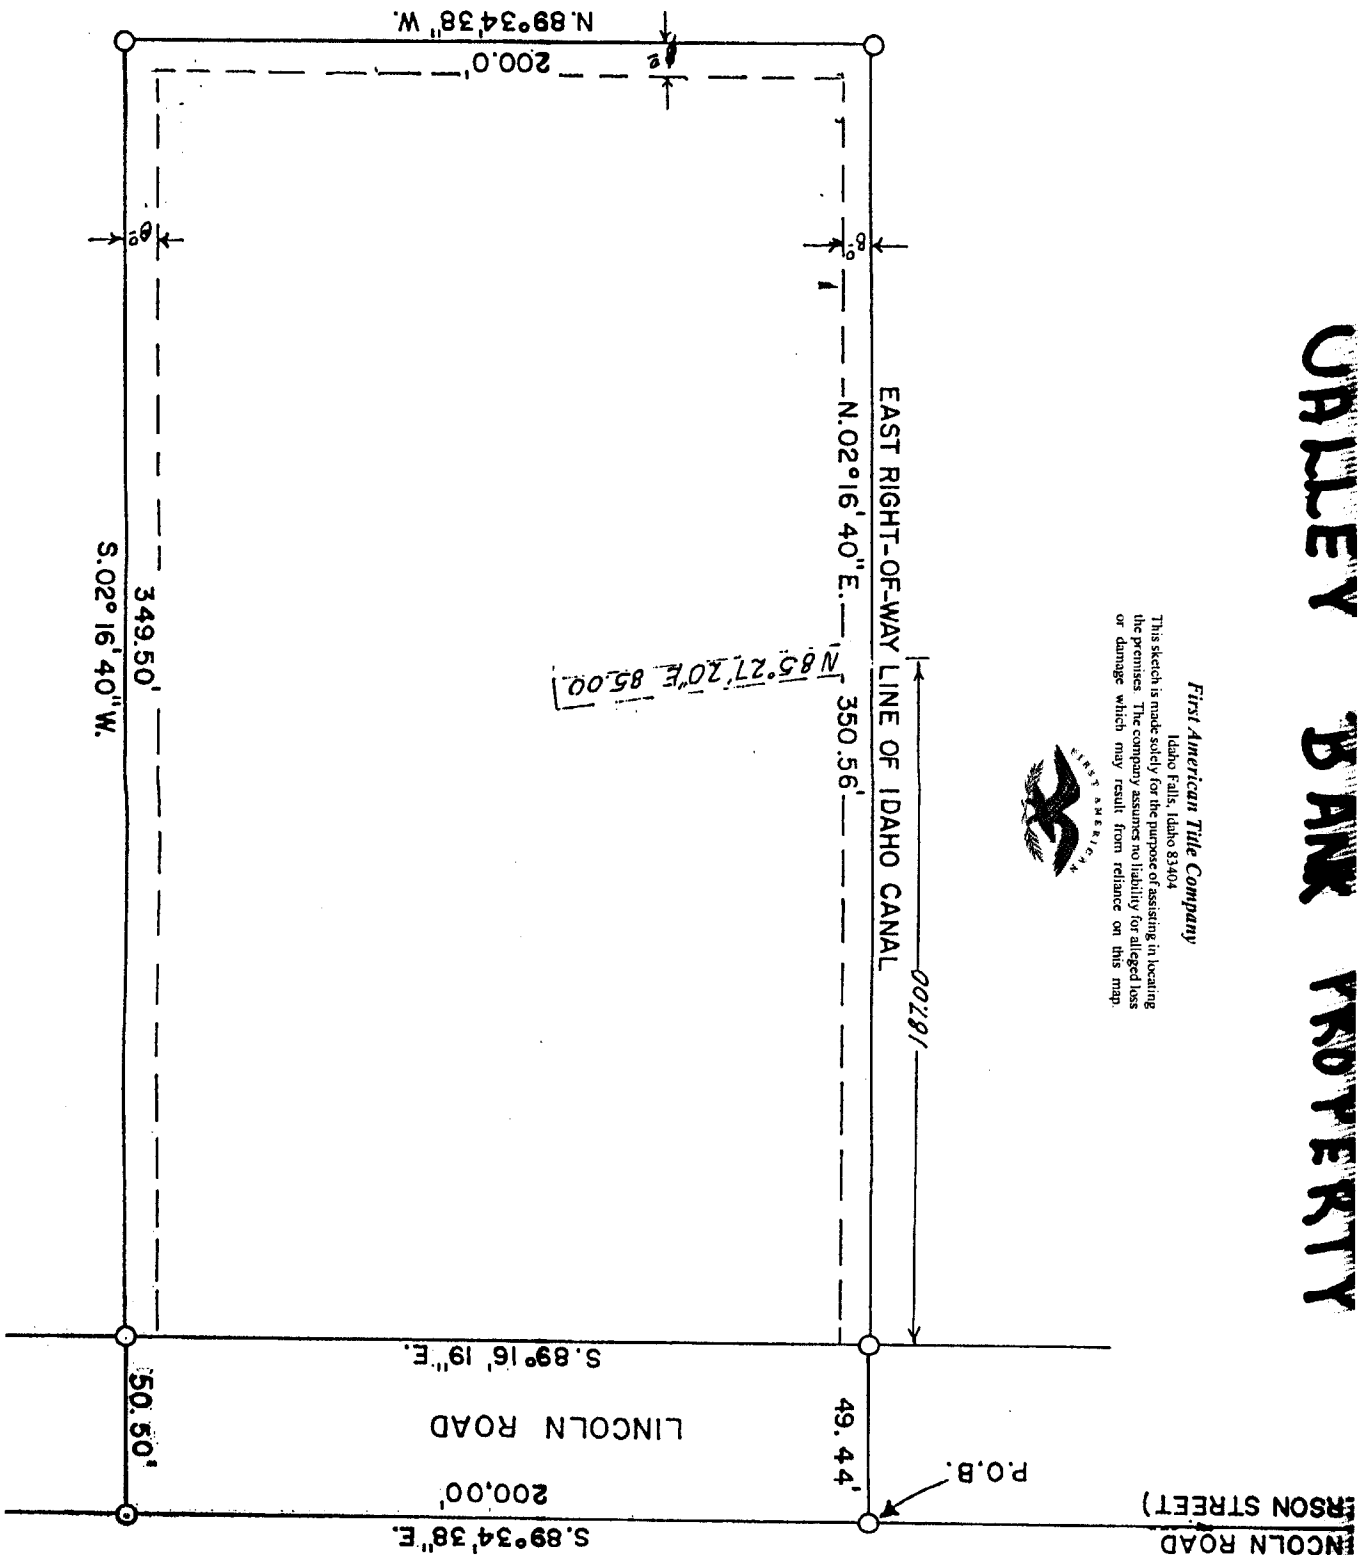 VALLEY BANK PROPERTY
First American Title Company
Idaho Falls, Idaho 83404
This sketch is made solely for the purpose of assisting in locating
the premises. The company assumes no liability for alleged loss
or damage which may result from reliance on this map.
FIRST AMERICAN
N.89°34'38"W.
200.0'
8.0
8.0
EAST RIGHT-OF-WAY LINE OF IDAHO CANAL
N.02°16'40"E.
350.56'
N85°27'20"E 85.00
187.00
349.50'
S.02°16'40"W.
S.89°16'19"E.
LINCOLN ROAD
50.50'
49.44'
P.O.B.
200.00'
S.89°34'38"E.
INCOLN ROAD
RSON STREET)